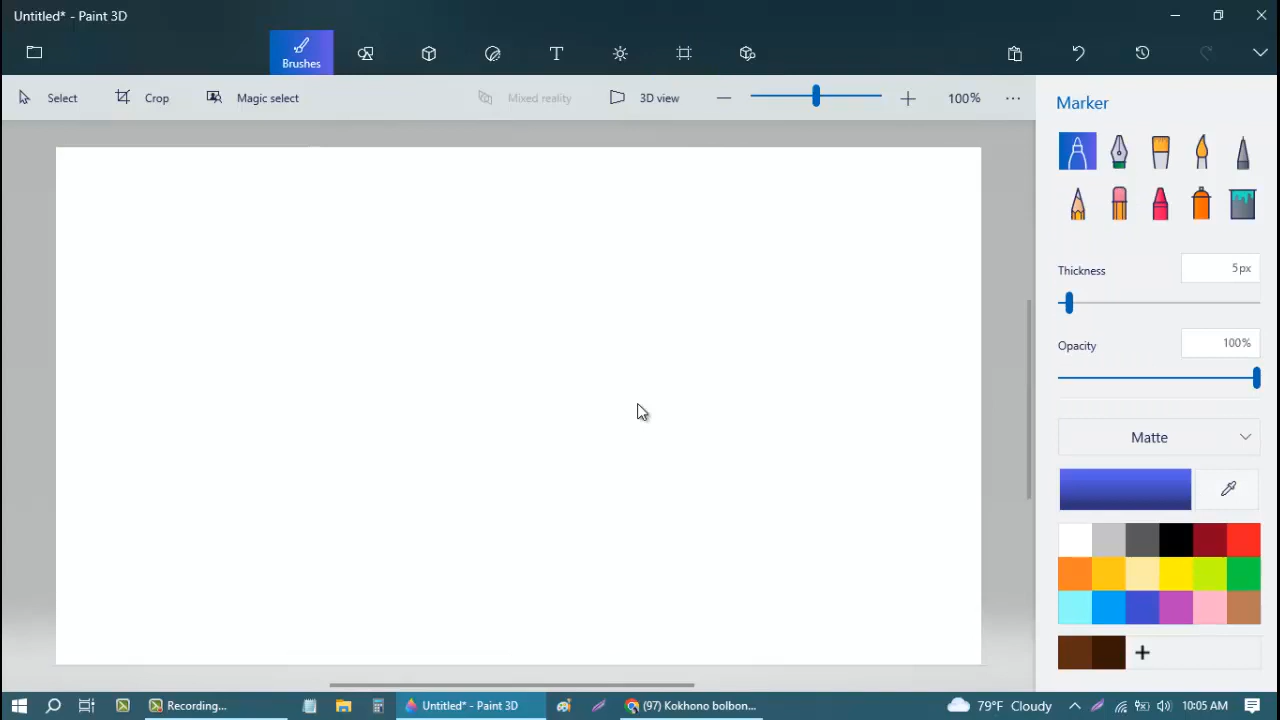 Untitled* - Paint 3D
Brushes
Select
Crop
Magic select
Mixed reality
3D view
100%
Marker
Thickness
5px
Opacity
100%
Matte
Recording...
Untitled* - Paint 3D
(97) Kokhono bolbon...
79°F Cloudy
10:05 AM